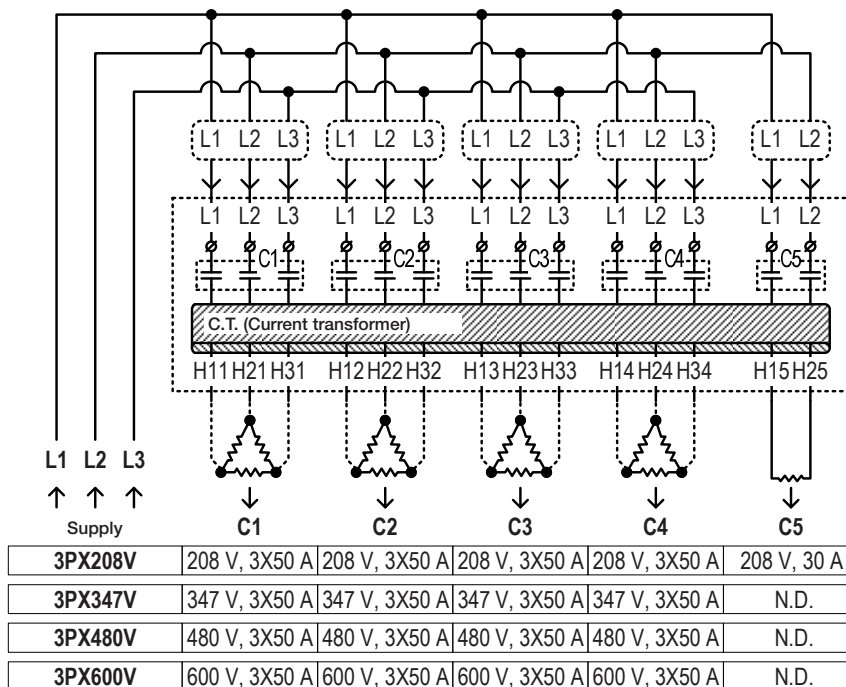 L1 L2 L3 L1 L2 L3 L1 L2 L3 L1 L2 L3 L1 L2
L1 L2 L3 L1 L2 L3 L1 L2 L3 L1 L2 L3 L1 L2
C1 C2 C3 C4 C5
C.T. (Current transformer)
H11 H21 H31 H12 H22 H32 H13 H23 H33 H14 H24 H34 H15 H25
L1 L2 L3
Supply C1 C2 C3 C4 C5
3PX208V 208 V, 3X50 A 208 V, 3X50 A 208 V, 3X50 A 208 V, 3X50 A 208 V, 30 A
3PX347V 347 V, 3X50 A 347 V, 3X50 A 347 V, 3X50 A 347 V, 3X50 A N.D.
3PX480V 480 V, 3X50 A 480 V, 3X50 A 480 V, 3X50 A 480 V, 3X50 A N.D.
3PX600V 600 V, 3X50 A 600 V, 3X50 A 600 V, 3X50 A 600 V, 3X50 A N.D.